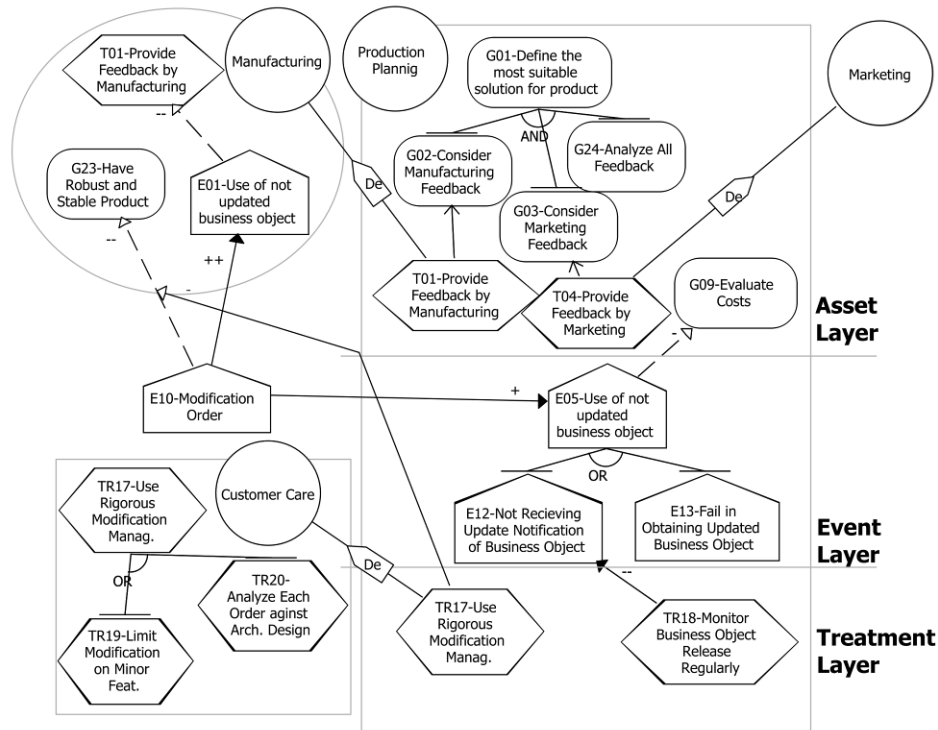 T01-Provide
Feedback by
Manufacturing
Manufacturing
Production
Plannig
G01-Define the
most suitable
solution for product
Marketing
--
AND
G23-Have
Robust and
Stable Product
E01-Use of not
updated
business object
De
G02-Consider
Manufacturing
Feedback
G24-Analyze All
Feedback
De
G03-Consider
Marketing
Feedback
--
++
-
T01-Provide
Feedback by
Manufacturing
T04-Provide
Feedback by
Marketing
G09-Evaluate
Costs
-
Asset
Layer
E10-Modification
Order
+
E05-Use of not
updated
business object
OR
TR17-Use
Rigorous
Modification
Manag.
Customer Care
E12-Not Recieving
Update Notification
of Business Object
E13-Fail in
Obtaining Updated
Business Object
Event
Layer
OR
De
--
TR20-
Analyze Each
Order aginst
Arch. Design
TR19-Limit
Modification
on Minor
Feat.
TR17-Use
Rigorous
Modification
Manag.
TR18-Monitor
Business Object
Release
Regularly
Treatment
Layer